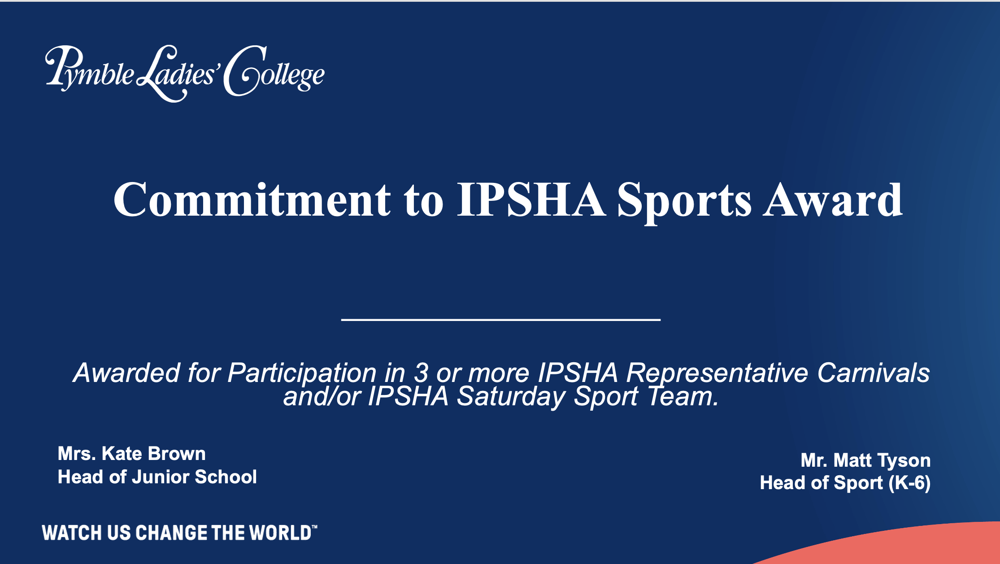 Pymble Ladies’ College
Commitment to IPSHA Sports Award
Awarded for Participation in 3 or more IPSHA Representative Carnivals
and/or IPSHA Saturday Sport Team.
Mrs. Kate Brown
Head of Junior School
Mr. Matt Tyson
Head of Sport (K-6)
WATCH US CHANGE THE WORLD™